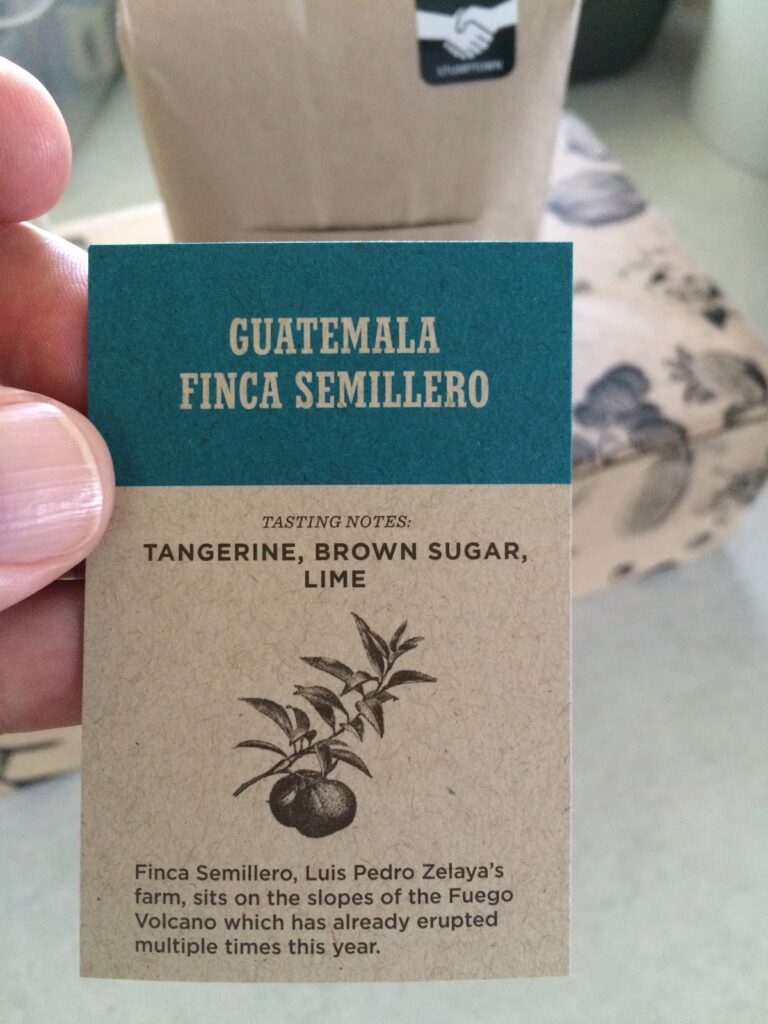 STUMPTOWN
GUATEMALA
FINCA SEMILLERO
TASTING NOTES:
TANGERINE, BROWN SUGAR,
LIME
Finca Semillero, Luis Pedro Zelaya's
farm, sits on the slopes of the Fuego
Volcano which has already erupted
multiple times this year.